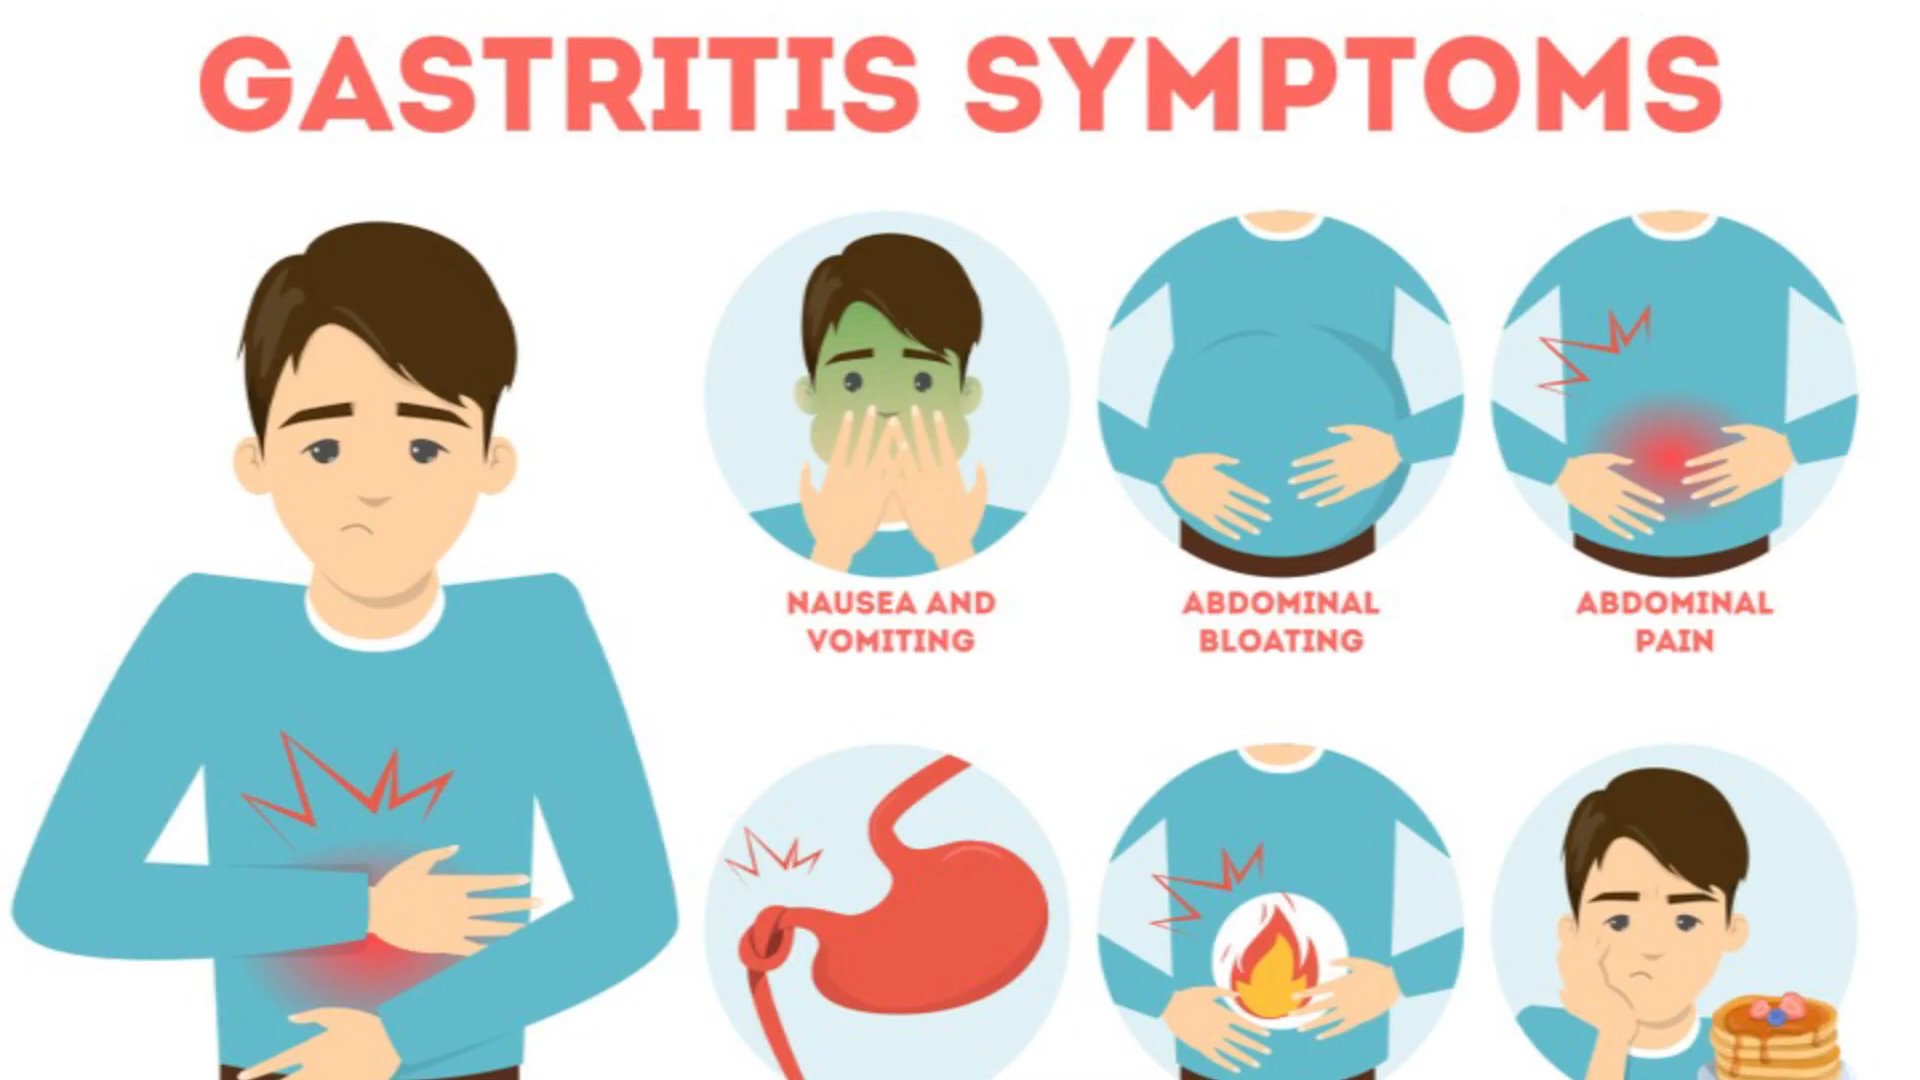 GASTRITIS SYMPTOMS
NAUSEA AND
VOMITING
ABDOMINAL
BLOATING
ABDOMINAL
PAIN